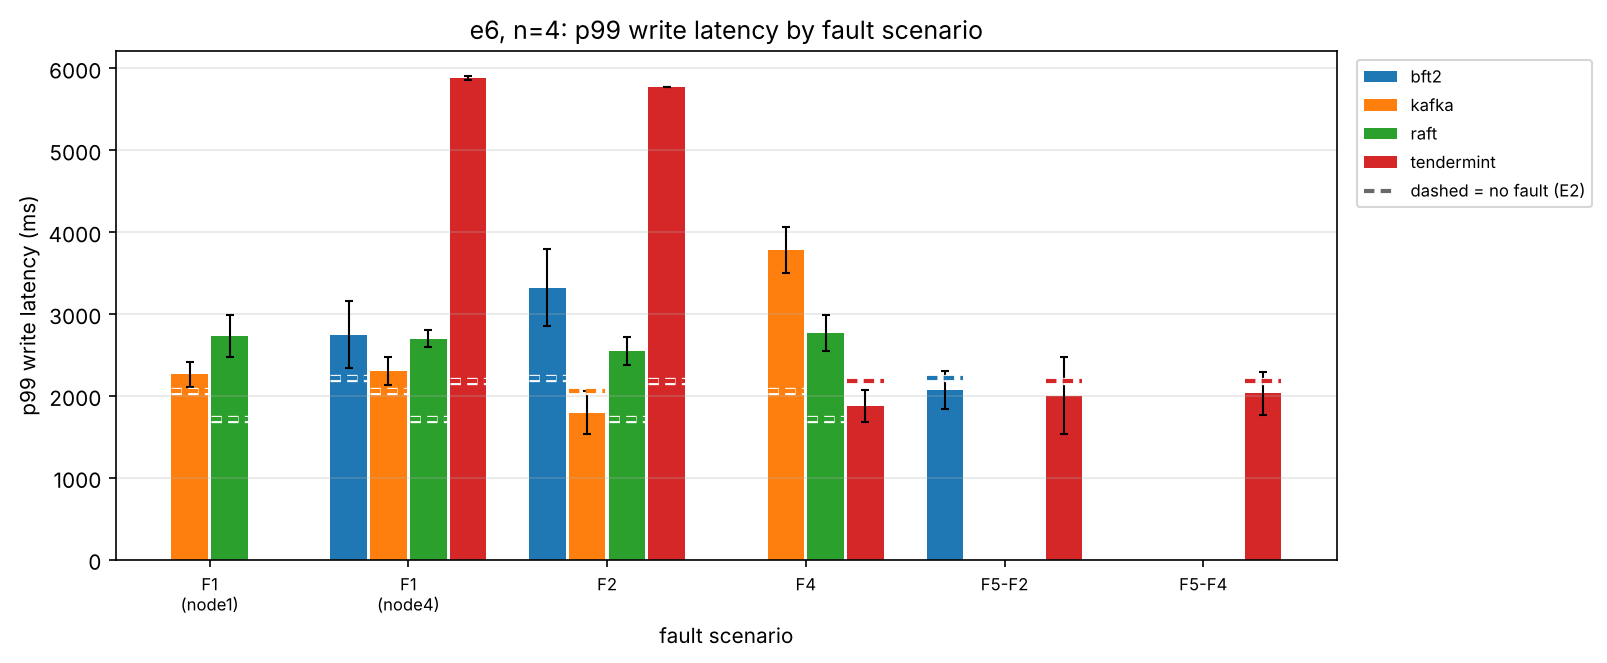 e6, n=4: p99 write latency by fault scenario
p99 write latency (ms)
6000
5000
4000
3000
2000
1000
0
F1
(node1)
F1
(node4)
F2
F4
F5-F2
F5-F4
fault scenario
bft2
kafka
raft
tendermint
dashed = no fault (E2)